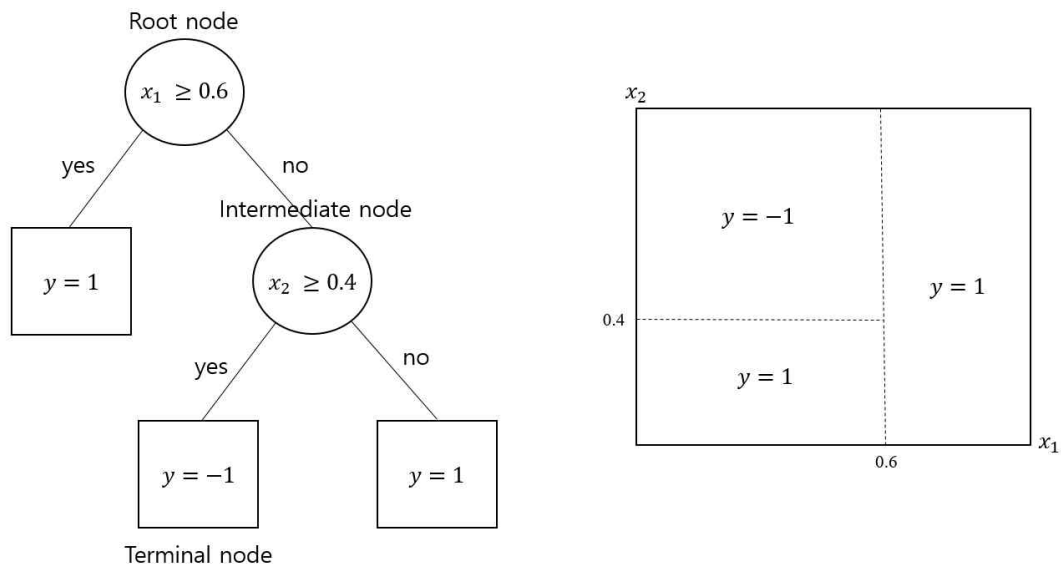 Root node
x₁ ≥ 0.6
yes
no
Intermediate node
y = 1
x₂ ≥ 0.4
yes
no
y = −1
y = 1
Terminal node
x₂
y = −1
y = 1
0.4
y = 1
x₁
0.6